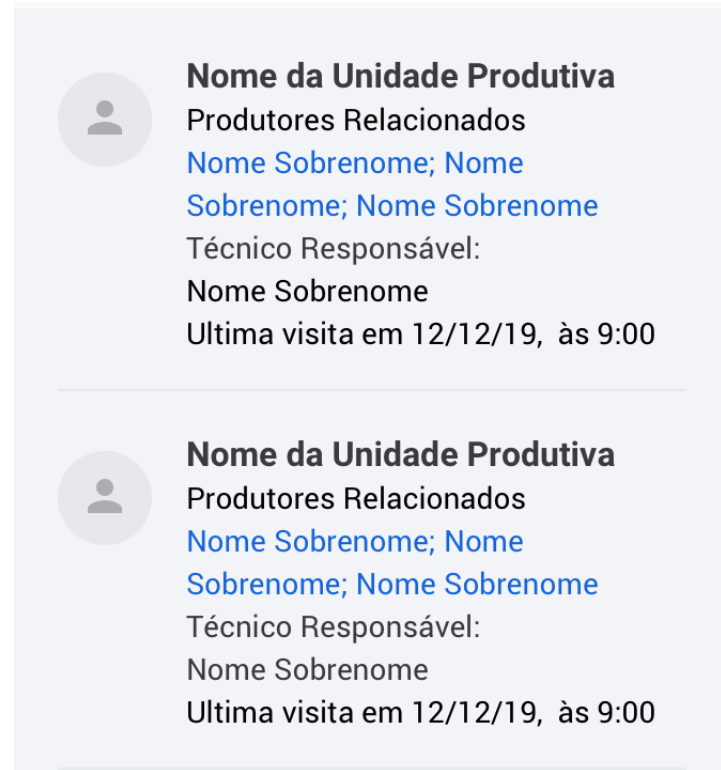 Nome da Unidade Produtiva
Produtores Relacionados
Nome Sobrenome; Nome
Sobrenome; Nome Sobrenome
Técnico Responsável:
Nome Sobrenome
Ultima visita em 12/12/19,  às 9:00
Nome da Unidade Produtiva
Produtores Relacionados
Nome Sobrenome; Nome
Sobrenome; Nome Sobrenome
Técnico Responsável:
Nome Sobrenome
Ultima visita em 12/12/19,  às 9:00